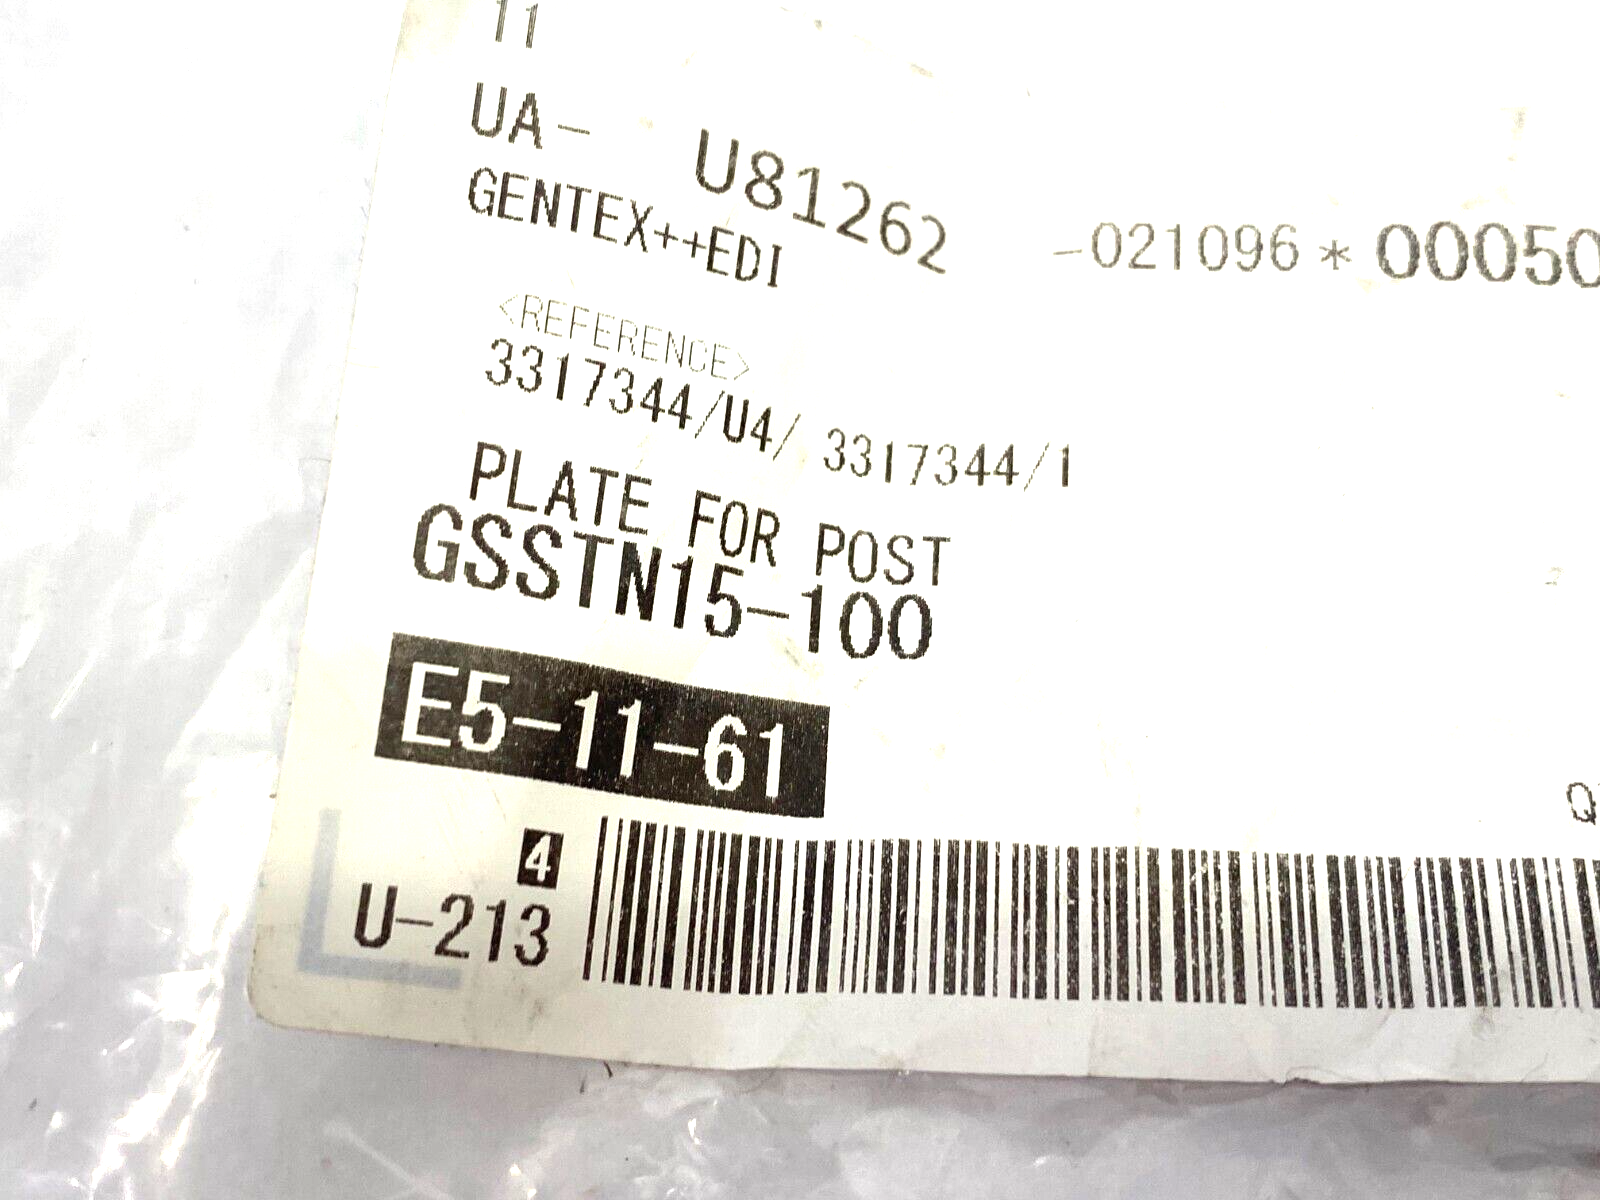 11
UA- U81262 -021096*00050
GENTEX++EDI
<REFERENCE>
3317344/U4/ 3317344/1
PLATE FOR POST
GSSTN15-100
E5-11-61
4
U-213